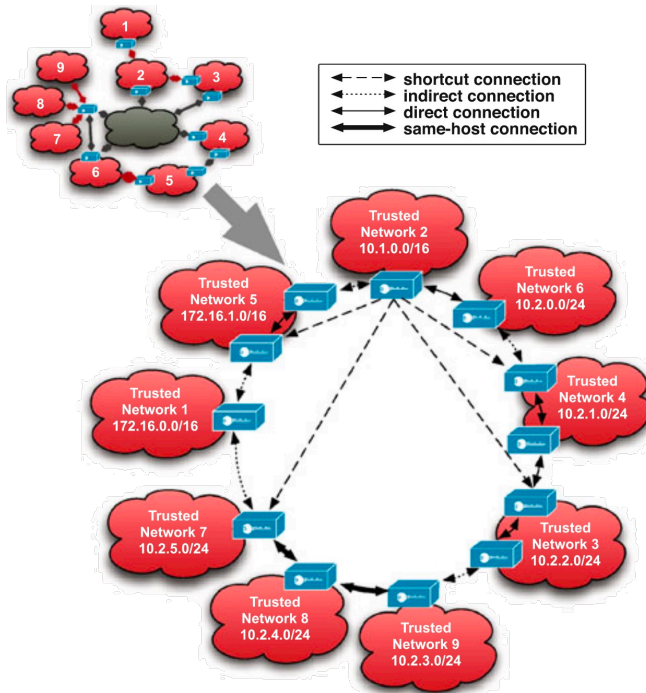 1
2
3
9
8
7
4
6
5
shortcut connection
indirect connection
direct connection
same-host connection
Trusted
Network 2
10.1.0.0/16
Trusted
Network 5
172.16.1.0/16
Trusted
Network 6
10.2.0.0/24
Trusted
Network 1
172.16.0.0/16
Trusted
Network 4
10.2.1.0/24
Trusted
Network 7
10.2.5.0/24
Trusted
Network 3
10.2.2.0/24
Trusted
Network 8
10.2.4.0/24
Trusted
Network 9
10.2.3.0/24